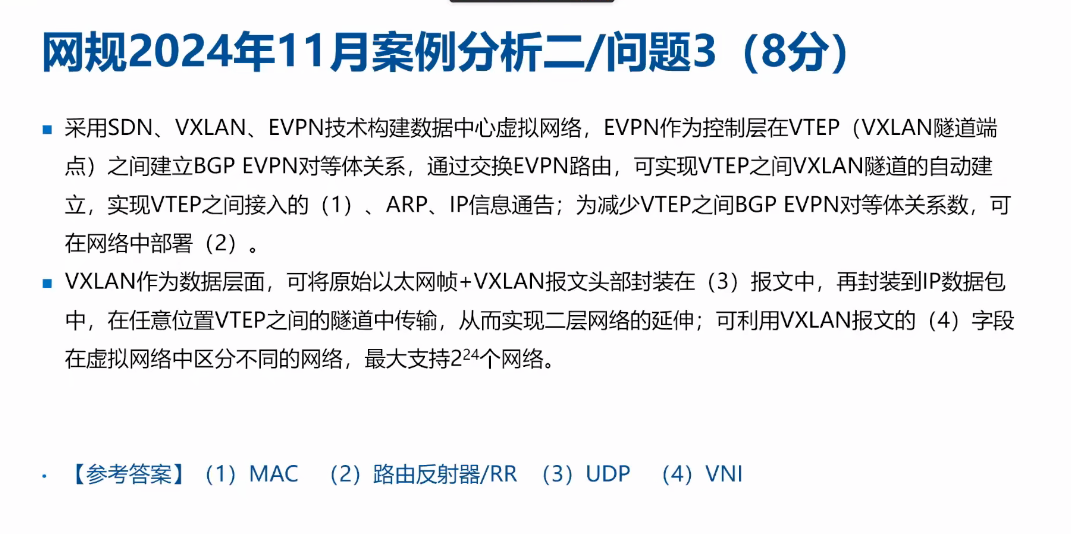 网规2024年11月案例分析二/问题3（8分）
■ 采用SDN、VXLAN、EVPN技术构建数据中心虚拟网络，EVPN作为控制层在VTEP（VXLAN隧道端
点）之间建立BGP EVPN对等体关系，通过交换EVPN路由，可实现VTEP之间VXLAN隧道的自动建
立，实现VTEP之间接入的（1）、ARP、IP信息通告；为减少VTEP之间BGP EVPN对等体关系数，可
在网络中部署（2）。
■ VXLAN作为数据层面，可将原始以太网帧+VXLAN报文头部封装在（3）报文中，再封装到IP数据包
中，在任意位置VTEP之间的隧道中传输，从而实现二层网络的延伸；可利用VXLAN报文的（4）字段
在虚拟网络中区分不同的网络，最大支持2²⁴个网络。
· 【参考答案】（1）MAC （2）路由反射器/RR （3）UDP （4）VNI